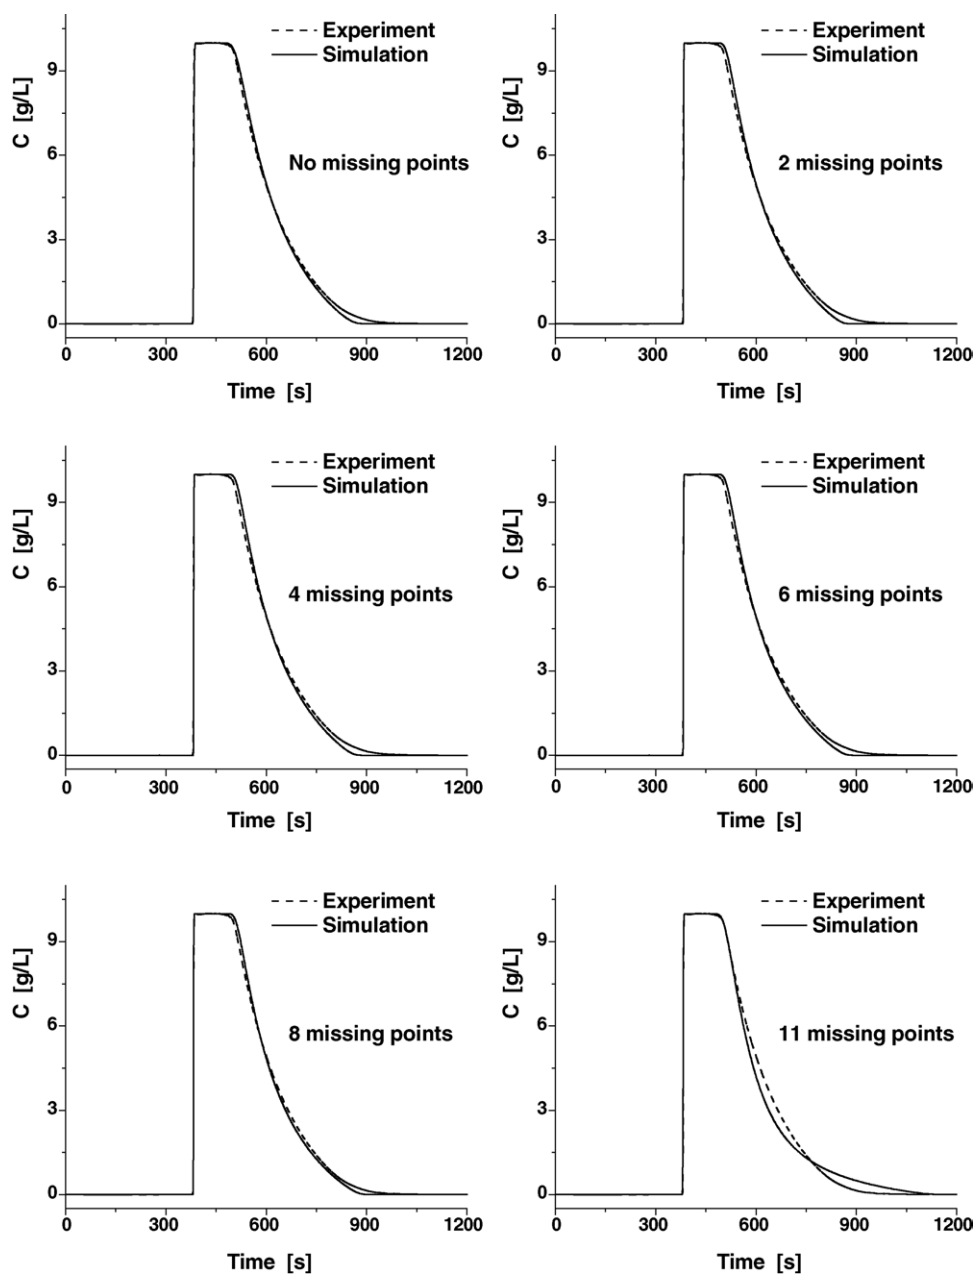 Experiment
Simulation
C [g/L]
9
6
3
0
No missing points
0 300 600 900 1200
Time [s]
Experiment
Simulation
C [g/L]
9
6
3
0
2 missing points
0 300 600 900 1200
Time [s]
Experiment
Simulation
C [g/L]
9
6
3
0
4 missing points
0 300 600 900 1200
Time [s]
Experiment
Simulation
C [g/L]
9
6
3
0
6 missing points
0 300 600 900 1200
Time [s]
Experiment
Simulation
C [g/L]
9
6
3
0
8 missing points
0 300 600 900 1200
Time [s]
Experiment
Simulation
C [g/L]
9
6
3
0
11 missing points
0 300 600 900 1200
Time [s]